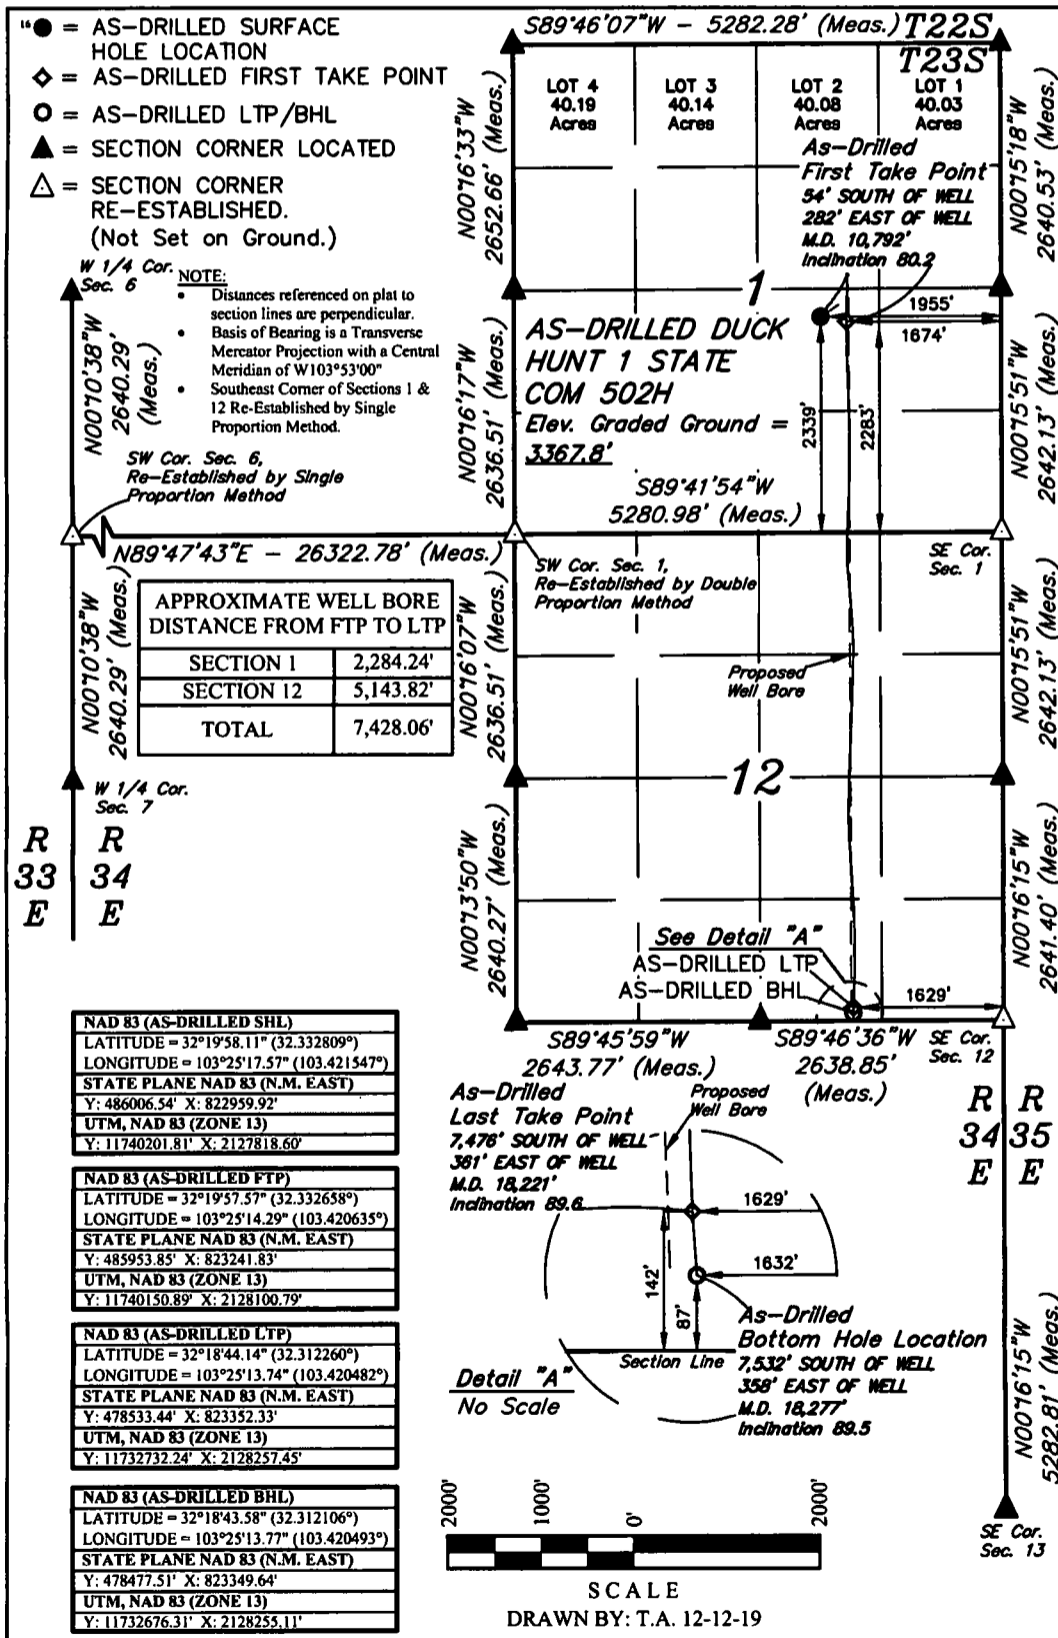 16
= AS-DRILLED SURFACE
HOLE LOCATION
= AS-DRILLED FIRST TAKE POINT
= AS-DRILLED LTP/BHL
= SECTION CORNER LOCATED
= SECTION CORNER
RE-ESTABLISHED.
(Not Set on Ground.)
W 1/4 Cor.
Sec. 6
NOTE:
• Distances referenced on plat to
section lines are perpendicular.
• Basis of Bearing is a Transverse
Mercator Projection with a Central
Meridian of W103°53'00"
• Southeast Corner of Sections 1 &
12 Re-Established by Single
Proportion Method.
N00°10'38"W
2640.29'
(Meas.)
SW Cor. Sec. 6,
Re-Established by Single
Proportion Method
S89°46'07"W - 5282.28' (Meas.)
T22S
T23S
LOT 4
40.19
Acres
LOT 3
40.14
Acres
LOT 2
40.08
Acres
LOT 1
40.03
Acres
N00°16'33"W
2652.66' (Meas.)
N00°15'18"W
2640.53' (Meas.)
As-Drilled
First Take Point
54' SOUTH OF WELL
282' EAST OF WELL
M.D. 10,792'
Inclination 80.2
1
1955'
1674'
AS-DRILLED DUCK
HUNT 1 STATE
COM 502H
Elev. Graded Ground =
3367.8'
2339'
2283'
N00°16'17"W
2636.51' (Meas.)
N00°15'51"W
2642.13' (Meas.)
S89°41'54"W
5280.98' (Meas.)
N89°47'43"E - 26322.78' (Meas.)
SW Cor. Sec. 1,
Re-Established by Double
Proportion Method
SE Cor.
Sec. 1
N00°10'38"W
2640.29' (Meas.)
APPROXIMATE WELL BORE
DISTANCE FROM FTP TO LTP
SECTION 1 2,284.24'
SECTION 12 5,143.82'
TOTAL 7,428.06'
N00°16'07"W
2636.51' (Meas.)
Proposed
Well Bore
N00°15'51"W
2642.13' (Meas.)
12
W 1/4 Cor.
Sec. 7
R
33
E
R
34
E
N00°13'50"W
2640.27' (Meas.)
N00°16'15"W
2641.40' (Meas.)
See Detail "A"
AS-DRILLED LTP
AS-DRILLED BHL
1629'
S89°45'59"W
2643.77' (Meas.)
S89°46'36"W
2638.85'
(Meas.)
SE Cor.
Sec. 12
NAD 83 (AS-DRILLED SHL)
LATITUDE = 32°19'58.11" (32.332809°)
LONGITUDE = 103°25'17.57" (103.421547°)
STATE PLANE NAD 83 (N.M. EAST)
Y: 486006.54' X: 822959.92'
UTM, NAD 83 (ZONE 13)
Y: 11740201.81' X: 2127818.60'
NAD 83 (AS-DRILLED FTP)
LATITUDE = 32°19'57.57" (32.332658°)
LONGITUDE = 103°25'14.29" (103.420635°)
STATE PLANE NAD 83 (N.M. EAST)
Y: 485953.85' X: 823241.83'
UTM, NAD 83 (ZONE 13)
Y: 11740150.89' X: 2128100.79'
NAD 83 (AS-DRILLED LTP)
LATITUDE = 32°18'44.14" (32.312260°)
LONGITUDE = 103°25'13.74" (103.420482°)
STATE PLANE NAD 83 (N.M. EAST)
Y: 478533.44' X: 823352.33'
UTM, NAD 83 (ZONE 13)
Y: 11732732.24' X: 2128257.45'
NAD 83 (AS-DRILLED BHL)
LATITUDE = 32°18'43.58" (32.312106°)
LONGITUDE = 103°25'13.77" (103.420493°)
STATE PLANE NAD 83 (N.M. EAST)
Y: 478477.51' X: 823349.64'
UTM, NAD 83 (ZONE 13)
Y: 11732676.31' X: 2128255.11'
As-Drilled
Last Take Point
7,476' SOUTH OF WELL
361' EAST OF WELL
M.D. 18,221'
Inclination 89.6
Proposed
Well Bore
1629'
1632'
142'
87'
Section Line
Detail "A"
No Scale
As-Drilled
Bottom Hole Location
7,532' SOUTH OF WELL
358' EAST OF WELL
M.D. 18,277'
Inclination 89.5
R
34
E
R
35
E
N00°16'15"W
5282.81' (Meas.)
SE Cor.
Sec. 13
2000'
1000'
0'
2000'
SCALE
DRAWN BY: T.A. 12-12-19